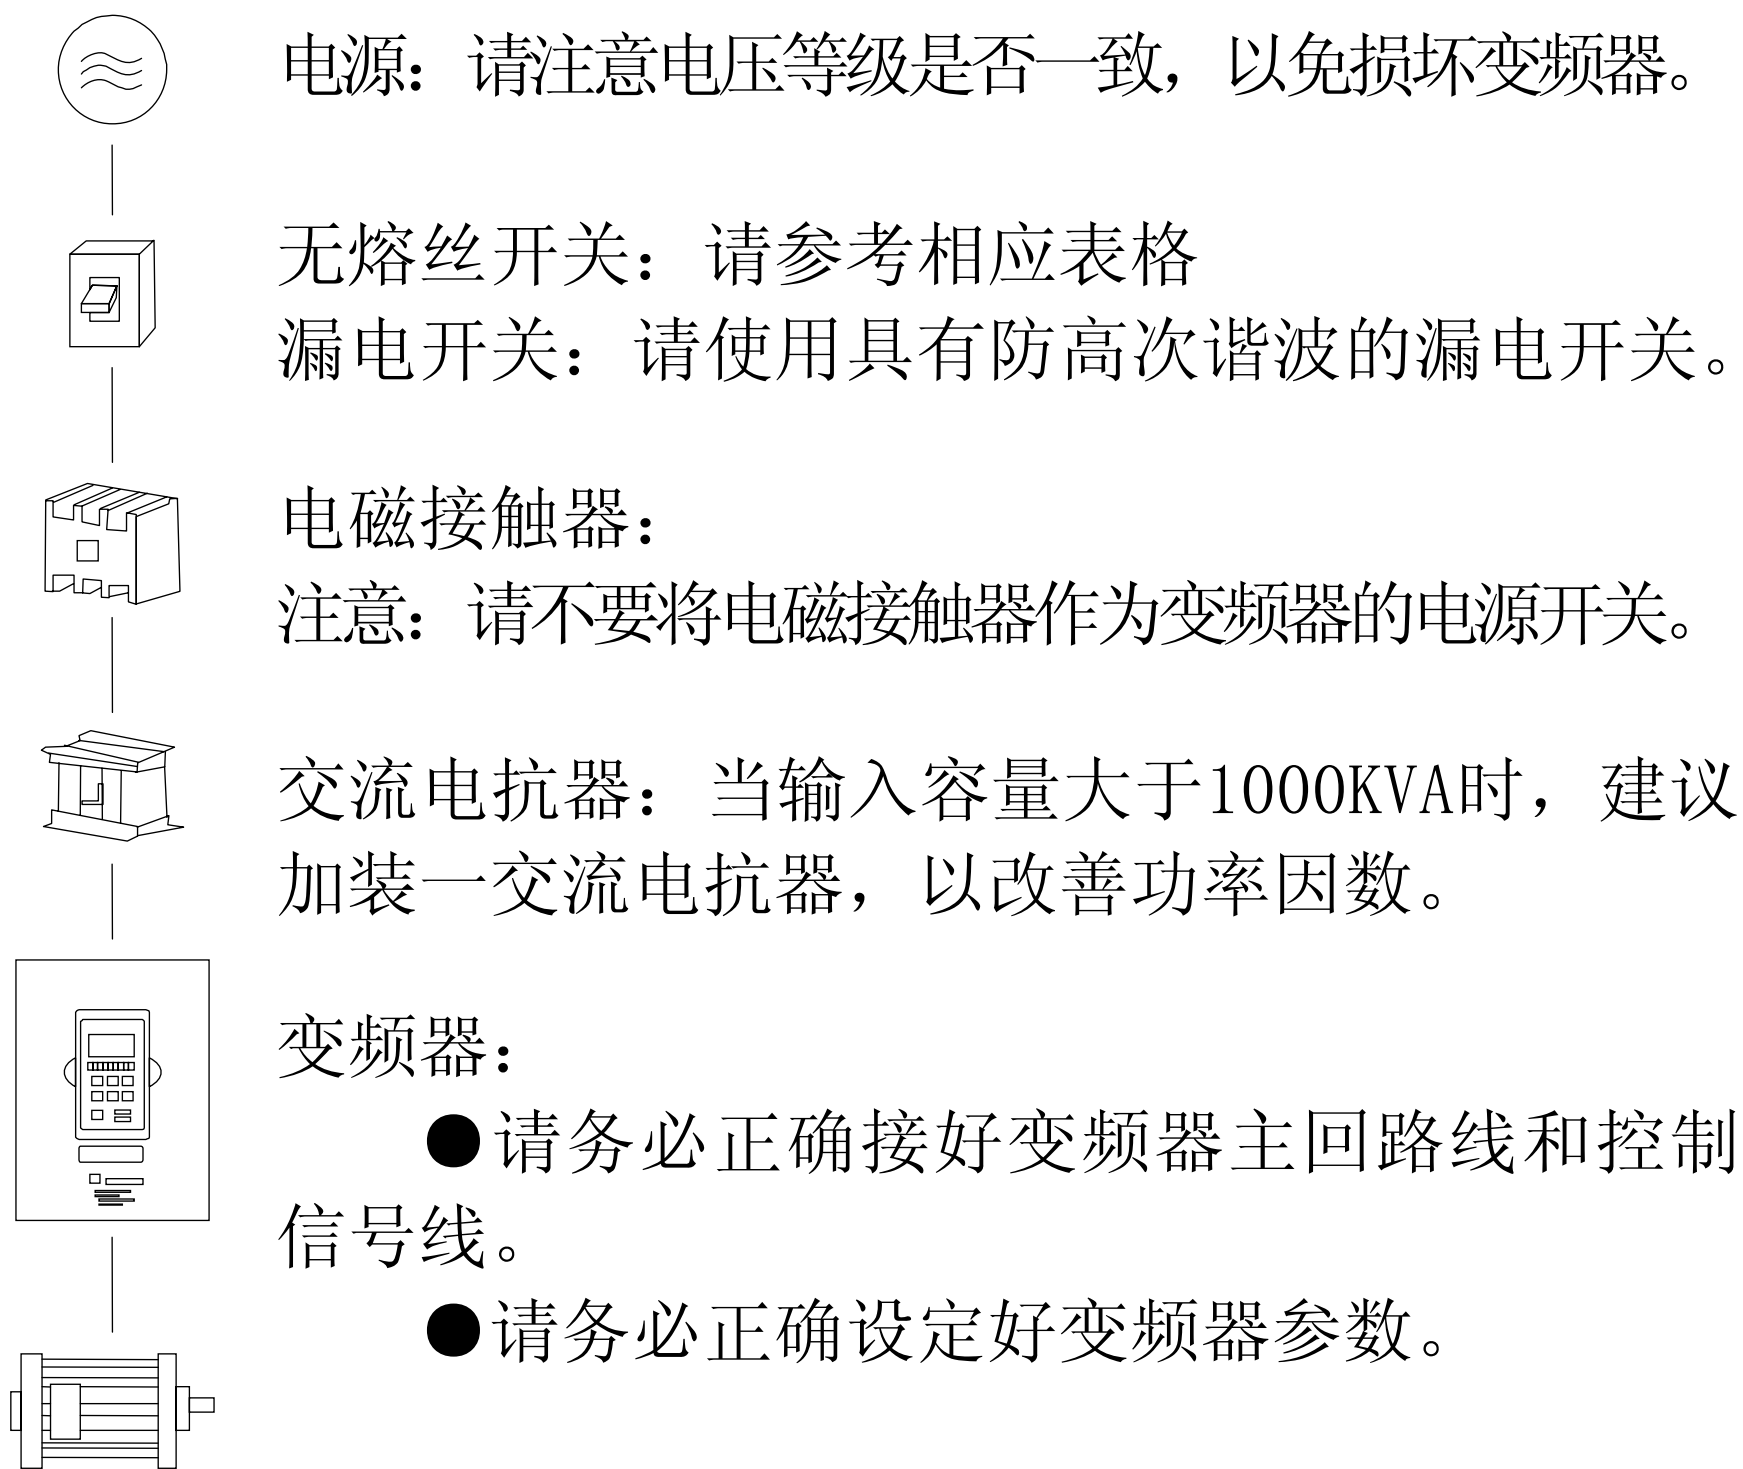 电源：请注意电压等级是否一致，以免损坏变频器。
无熔丝开关：请参考相应表格
漏电开关：请使用具有防高次谐波的漏电开关。
电磁接触器：
注意：请不要将电磁接触器作为变频器的电源开关。
交流电抗器：当输入容量大于1000KVA时，建议
加装一交流电抗器，以改善功率因数。
变频器：
●请务必正确接好变频器主回路线和控制
信号线。
●请务必正确设定好变频器参数。